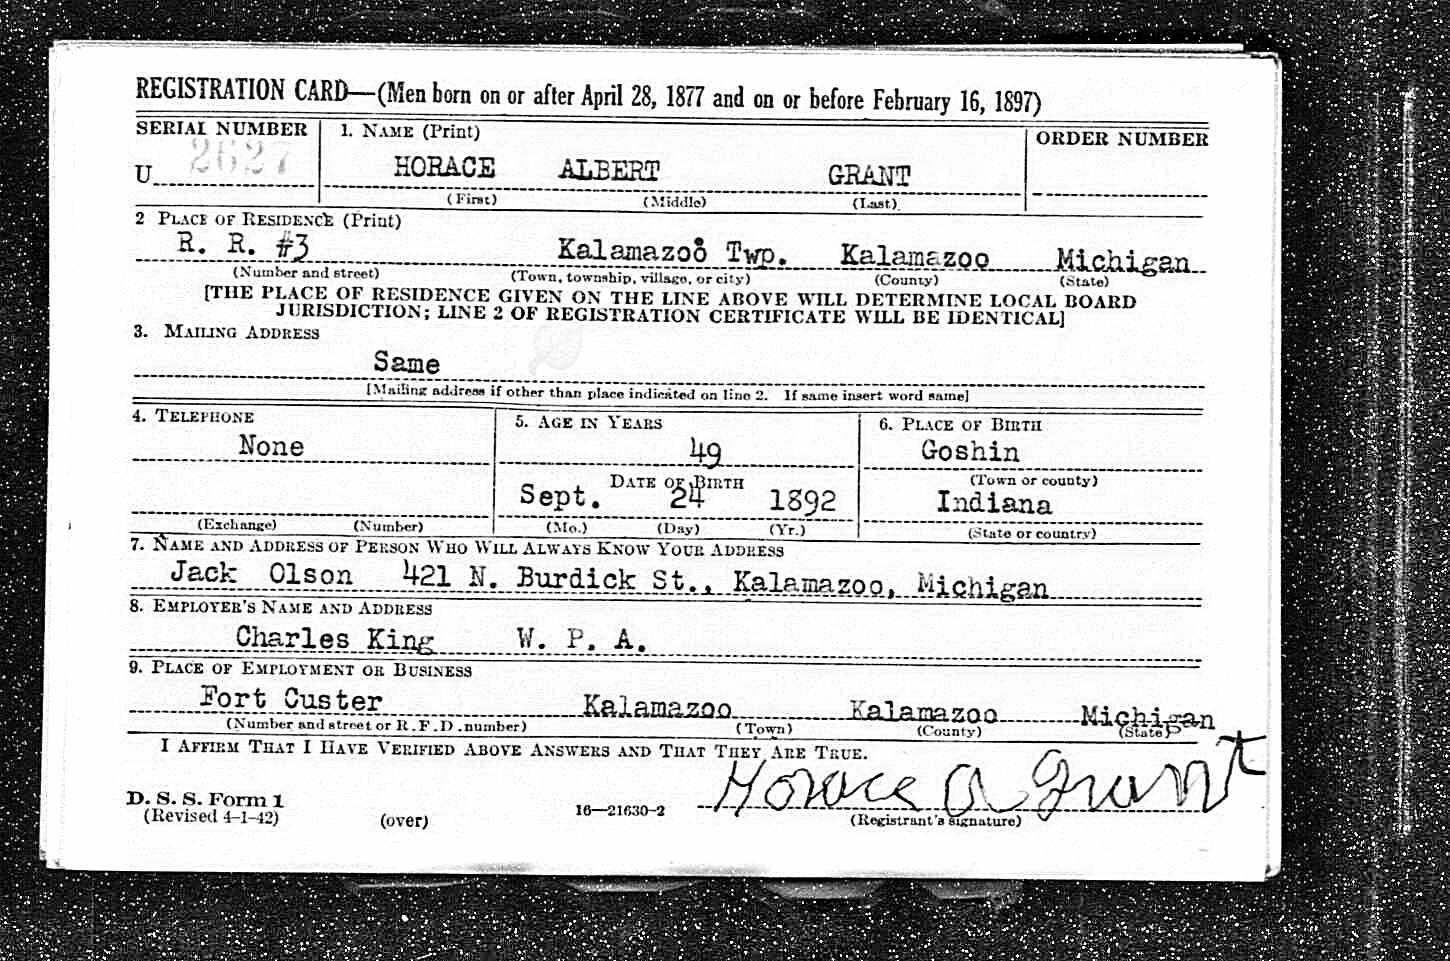 REGISTRATION CARD—(Men born on or after April 28, 1877 and on or before February 16, 1897)
SERIAL NUMBER 1. NAME (Print) ORDER NUMBER
U 2627 HORACE ALBERT GRANT
(First) (Middle) (Last)
2 PLACE OF RESIDENCE (Print)
R. R. #3 Kalamazoo Twp. Kalamazoo Michigan
(Number and street) (Town, township, village, or city) (County) (State)
[THE PLACE OF RESIDENCE GIVEN ON THE LINE ABOVE WILL DETERMINE LOCAL BOARD
JURISDICTION; LINE 2 OF REGISTRATION CERTIFICATE WILL BE IDENTICAL]
3. MAILING ADDRESS
Same
[Mailing address if other than place indicated on line 2. If same insert word same]
4. TELEPHONE 5. AGE IN YEARS 6. PLACE OF BIRTH
None 49 Goshin
DATE OF BIRTH (Town or county)
Sept. 24 1892 Indiana
(Exchange) (Number) (Mo.) (Day) (Yr.) (State or country)
7. NAME AND ADDRESS OF PERSON WHO WILL ALWAYS KNOW YOUR ADDRESS
Jack Olson 421 N. Burdick St., Kalamazoo, Michigan
8. EMPLOYER'S NAME AND ADDRESS
Charles King W. P. A.
9. PLACE OF EMPLOYMENT OR BUSINESS
Fort Custer Kalamazoo Kalamazoo Michigan
(Number and street or R. F. D. number) (Town) (County) (State)
I AFFIRM THAT I HAVE VERIFIED ABOVE ANSWERS AND THAT THEY ARE TRUE.
Horace A Grant
D. S. S. Form 1
(Revised 4-1-42) (over) 16—21630-2 (Registrant's signature)